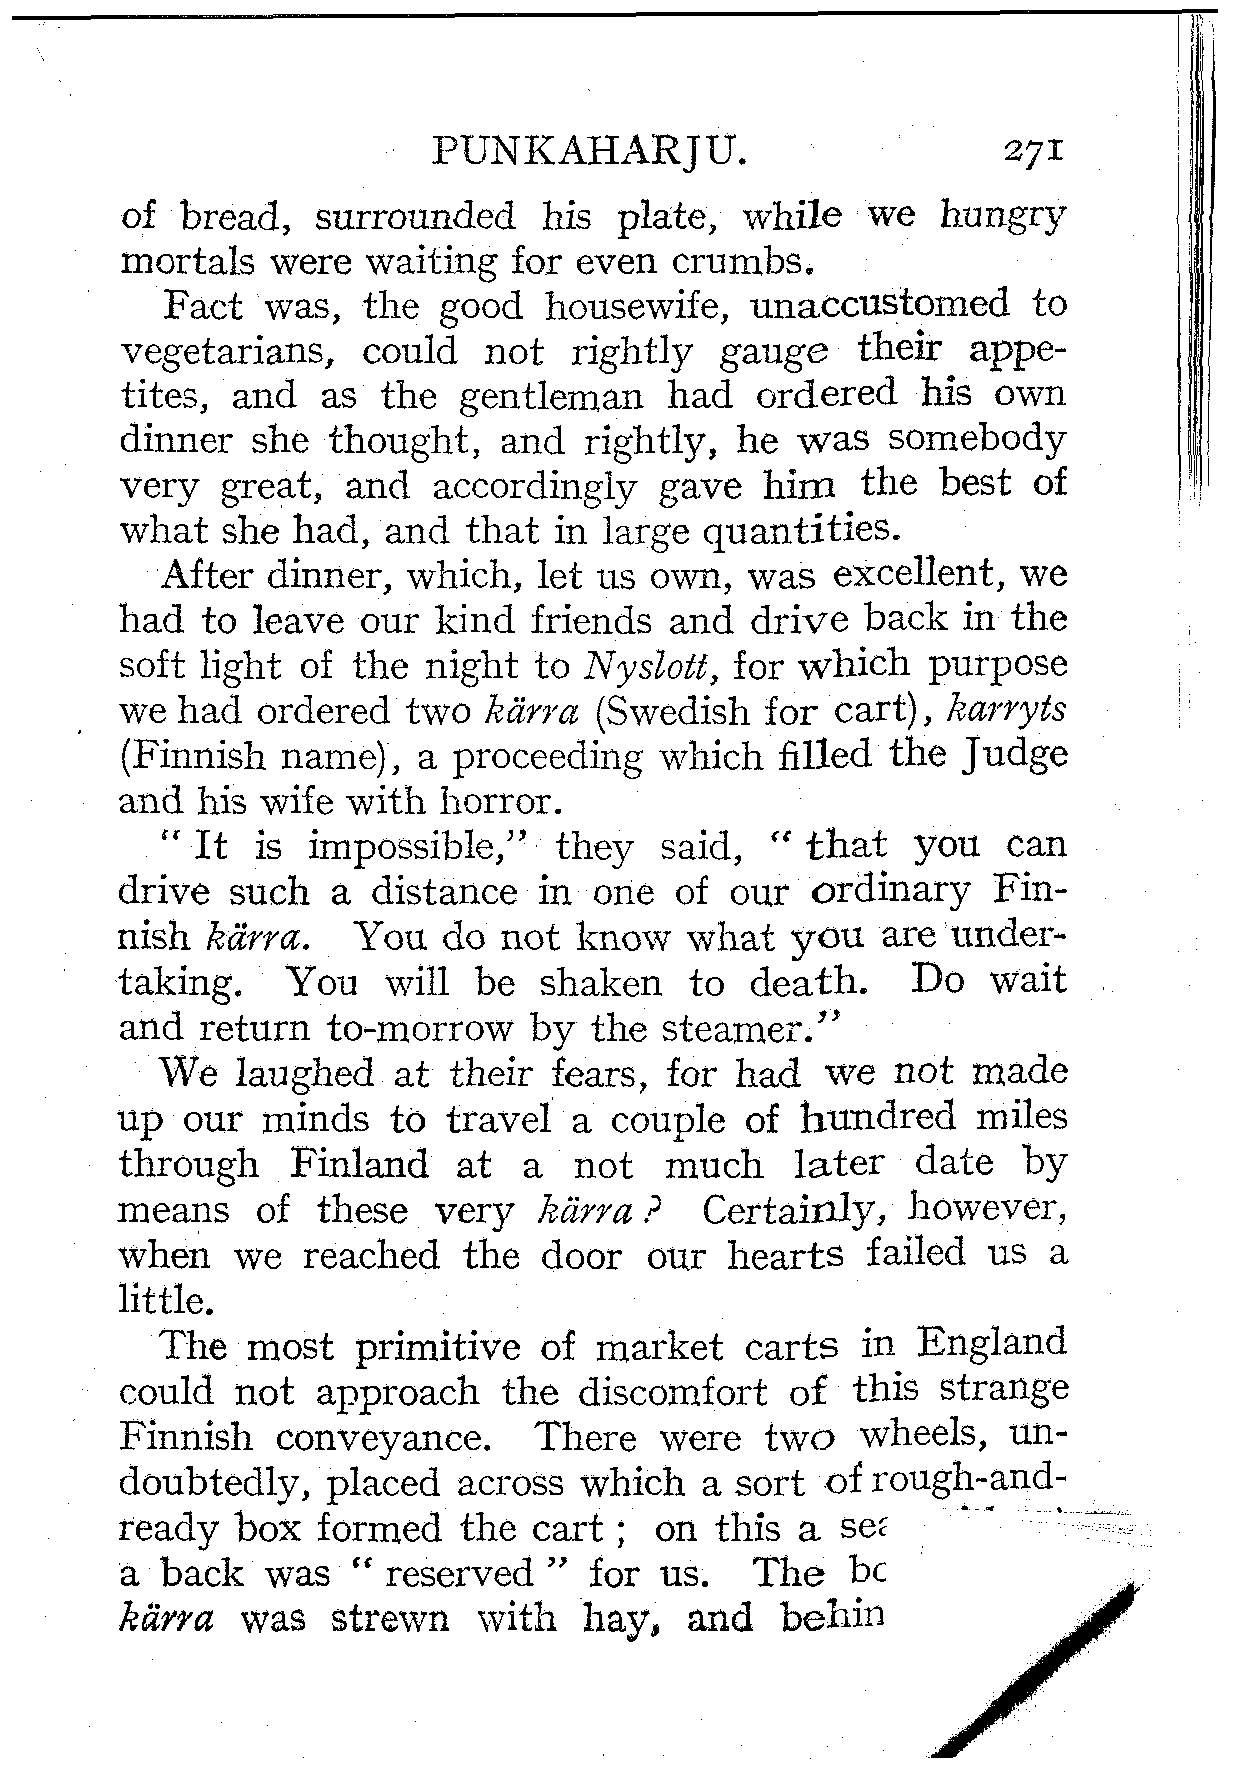 PUNKAHARJU. 271
of bread, surrounded his plate, while we hungry
mortals were waiting for even crumbs.
Fact was, the good housewife, unaccustomed to
vegetarians, could not rightly gauge their appe-
tites, and as the gentleman had ordered his own
dinner she thought, and rightly, he was somebody
very great, and accordingly gave him the best of
what she had, and that in large quantities.
After dinner, which, let us own, was excellent, we
had to leave our kind friends and drive back in the
soft light of the night to Nyslott, for which purpose
we had ordered two kärra (Swedish for cart), karryts
(Finnish name), a proceeding which filled the Judge
and his wife with horror.
“ It is impossible,” they said, “ that you can
drive such a distance in one of our ordinary Fin-
nish kärra. You do not know what you are under-
taking. You will be shaken to death. Do wait
and return to-morrow by the steamer.”
We laughed at their fears, for had we not made
up our minds to travel a couple of hundred miles
through Finland at a not much later date by
means of these very kärra ? Certainly, however,
when we reached the door our hearts failed us a
little.
The most primitive of market carts in England
could not approach the discomfort of this strange
Finnish conveyance. There were two wheels, un-
doubtedly, placed across which a sort of rough-and-
ready box formed the cart ; on this a
a back was “ reserved ” for us. The
kärra was strewn with hay, and behin